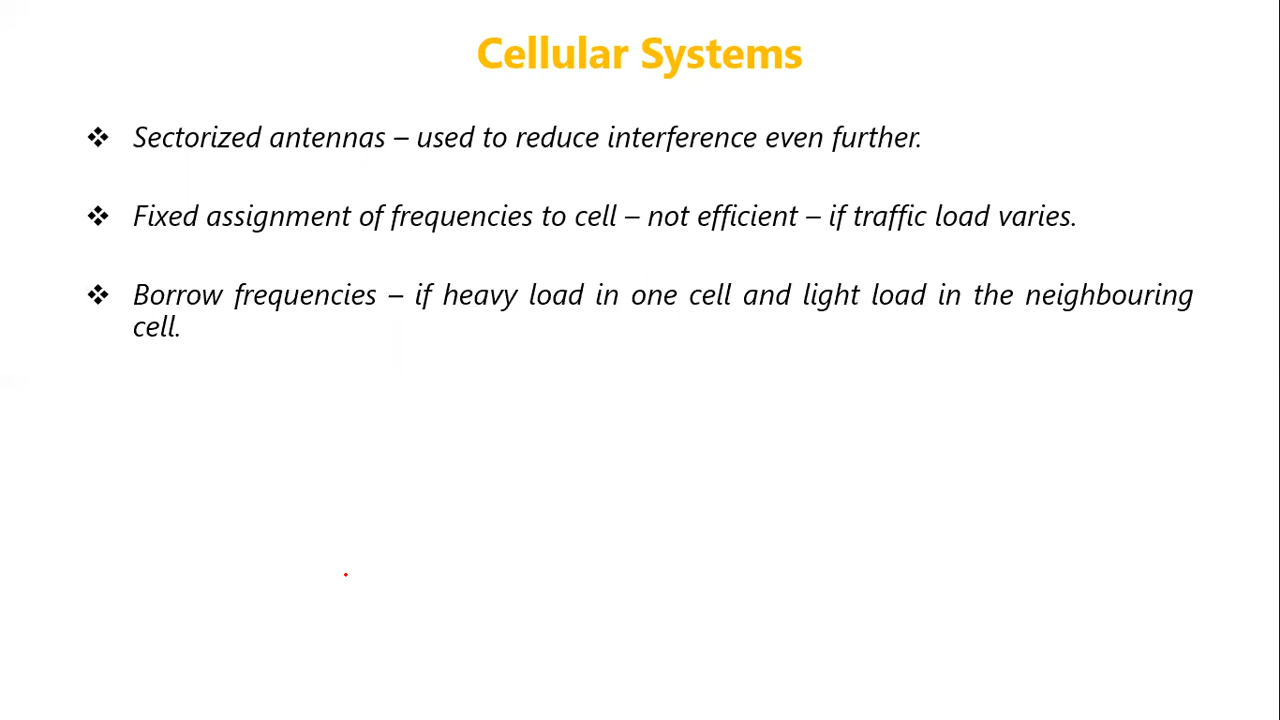 Cellular Systems
❖ Sectorized antennas – used to reduce interference even further.
❖ Fixed assignment of frequencies to cell – not efficient – if traffic load varies.
❖ Borrow frequencies – if heavy load in one cell and light load in the neighbouring
cell.